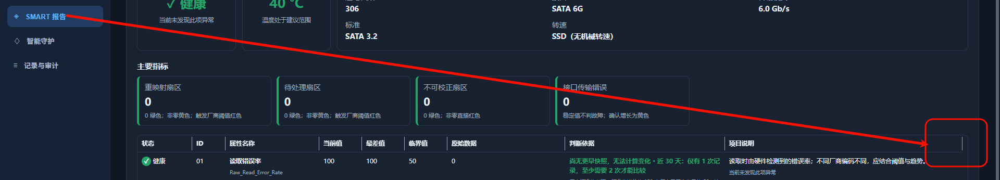 SMART 报告
智能守护
记录与审计
✓ 健康
当前未发现此项异常
40 °C
温度处于建议范围
306
SATA 6G
6.0 Gb/s
标准
转速
SATA 3.2
SSD（无机械转速）
主要指标
重映射扇区
0
0 绿色；非零黄色；触发厂商阈值红色
待处理扇区
0
0 绿色；非零黄色；触发厂商阈值红色
不可校正扇区
0
0 绿色；非零直接红色
接口传输错误
0
稳定值不判故障；确认增长为黄色
状态 ID 属性名称 当前值 最差值 临界值 原始数据 判断依据 项目说明
健康 01 读取错误率 100 100 50 0 尚无更早快照，无法计算变化 · 近 30 天：仅有 1 次记 读取时由硬件检测到的错误率；不同厂商编码不同，应结合阈值与趋势。
Raw_Read_Error_Rate 录，至少需要 2 次才能比较 当前未发现此项异常